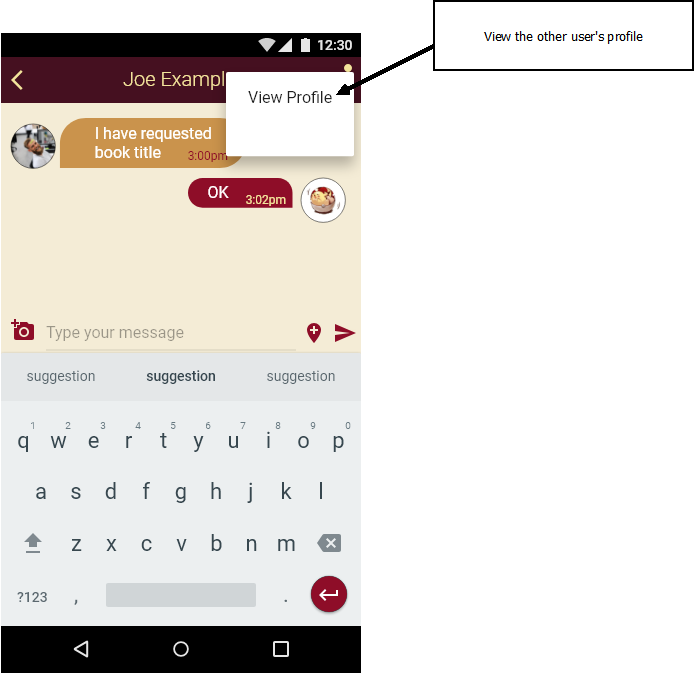 View the other user's profile
12:30
Joe Exampl
View Profile
I have requested
book title
3:00pm
OK
3:02pm
Type your message
suggestion suggestion suggestion
1 2 3 4 5 6 7 8 9 0
q w e r t y u i o p
a s d f g h j k l
z x c v b n m
?123 , .